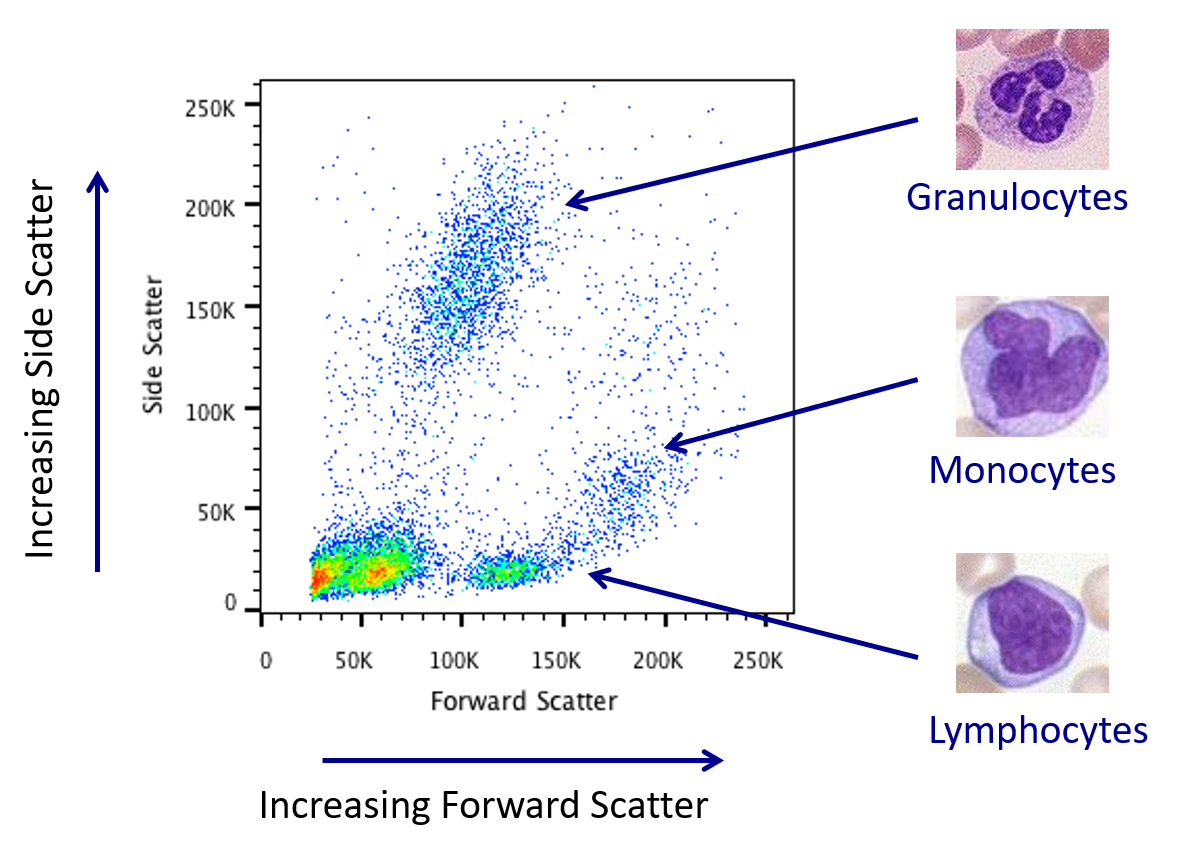 Increasing Side Scatter
Side Scatter
250K
200K
150K
100K
50K
0
0 50K 100K 150K 200K 250K
Forward Scatter
Increasing Forward Scatter
Granulocytes
Monocytes
Lymphocytes